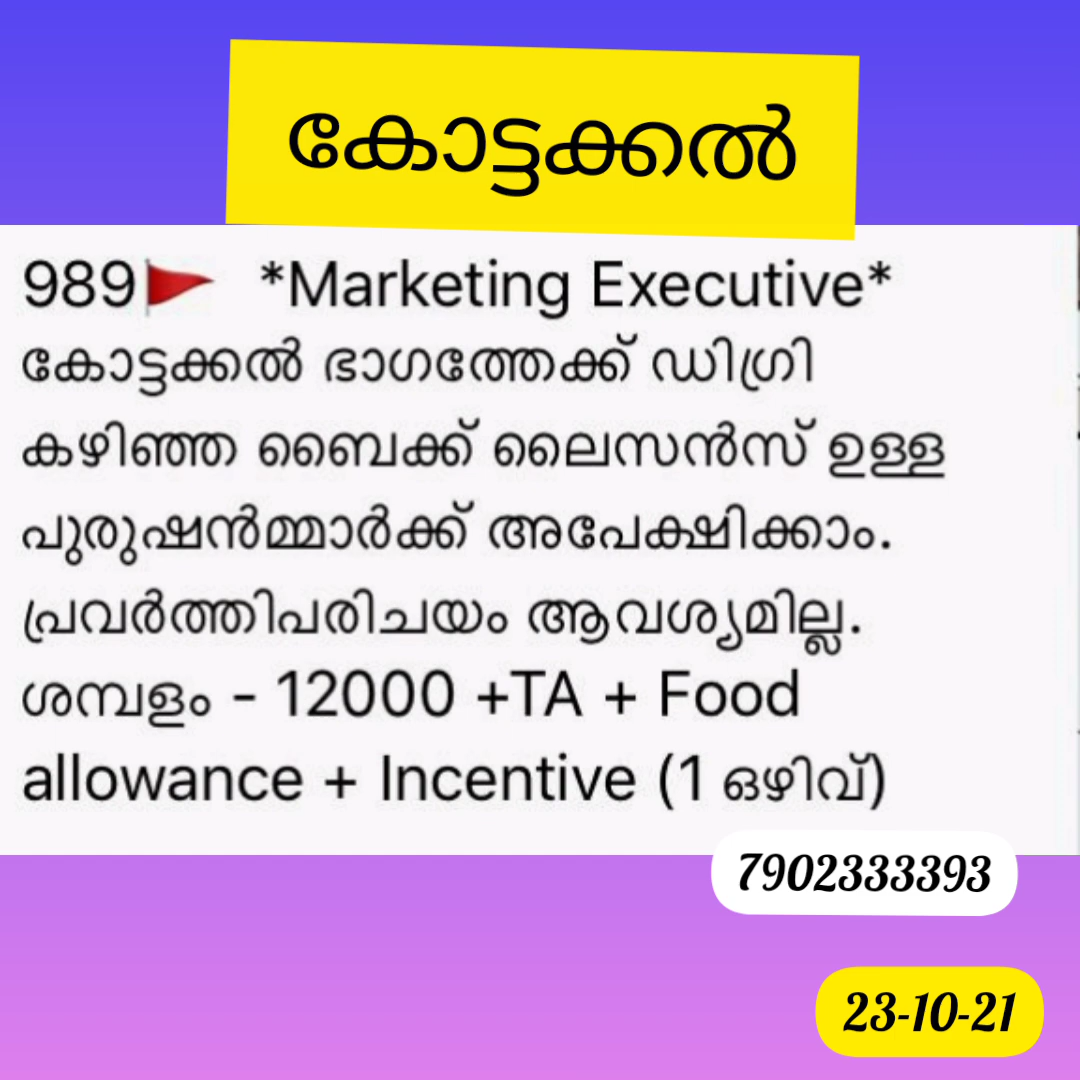 കോട്ടക്കൽ
989🚩 *Marketing Executive*
കോട്ടക്കൽ ഭാഗത്തേക്ക് ഡിഗ്രി
കഴിഞ്ഞ ബൈക്ക് ലൈസൻസ് ഉള്ള
പുരുഷൻമ്മാർക്ക് അപേക്ഷിക്കാം.
പ്രവർത്തിപരിചയം ആവശ്യമില്ല.
ശമ്പളം - 12000 +TA + Food
allowance + Incentive (1 ഒഴിവ്)
7902333393
23-10-21